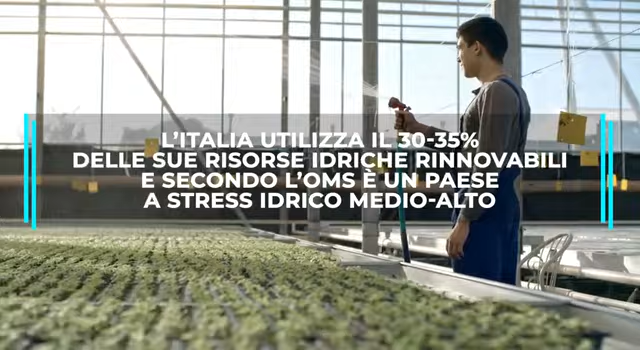 L'ITALIA UTILIZZA IL 30-35%
DELLE SUE RISORSE IDRICHE RINNOVABILI
E SECONDO L'OMS È UN PAESE
A STRESS IDRICO MEDIO-ALTO